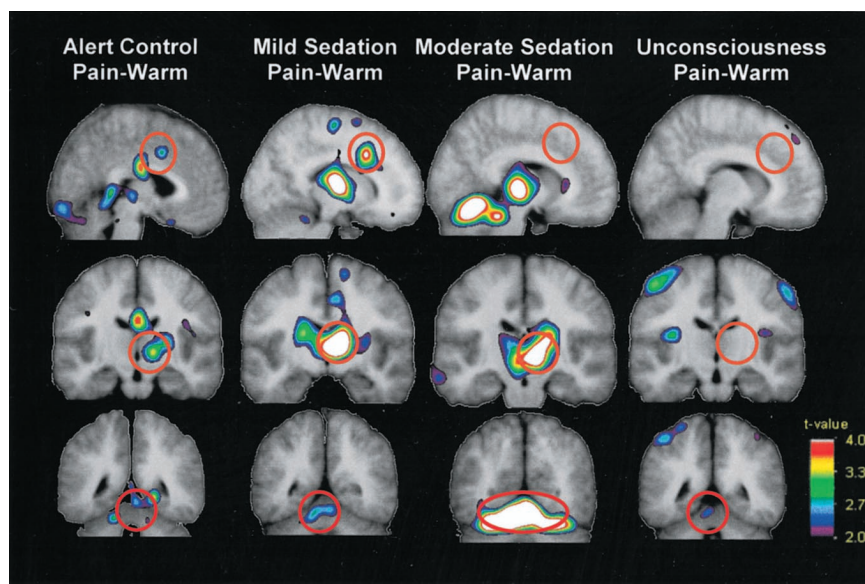 Alert Control
Pain-Warm
Mild Sedation
Pain-Warm
Moderate Sedation
Pain-Warm
Unconsciousness
Pain-Warm
t-value
4.0
3.3
2.7
2.0